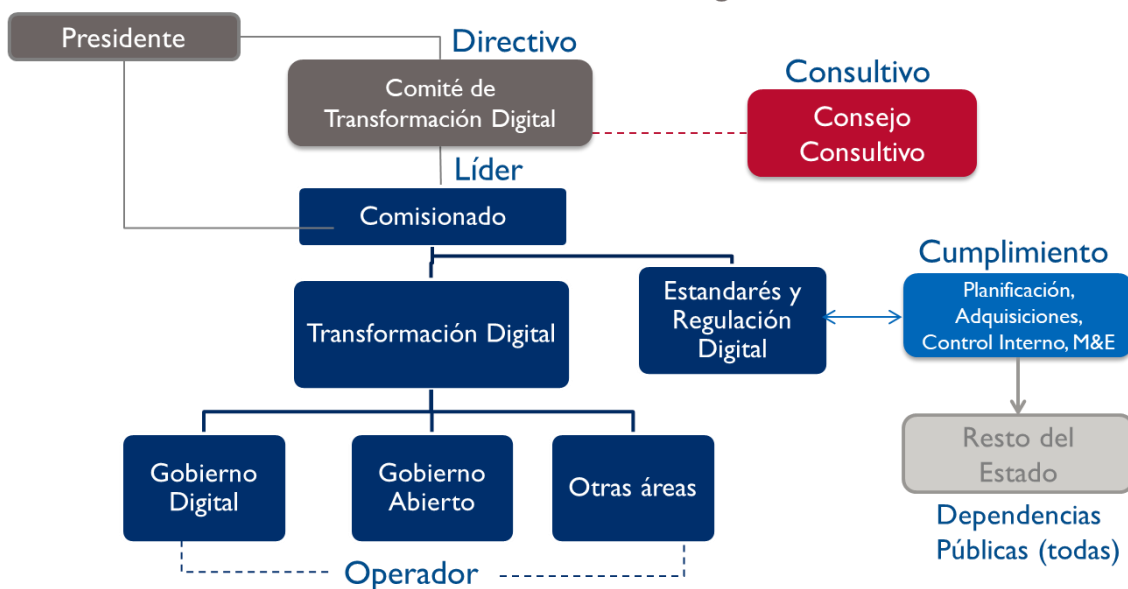 Presidente
Directivo
Comité de
Transformación Digital
Consultivo
Consejo
Consultivo
Líder
Comisionado
Transformación Digital
Estandarés y
Regulación
Digital
Cumplimiento
Planificación,
Adquisiciones,
Control Interno, M&E
Gobierno
Digital
Gobierno
Abierto
Otras áreas
Resto del
Estado
Dependencias
Públicas (todas)
Operador